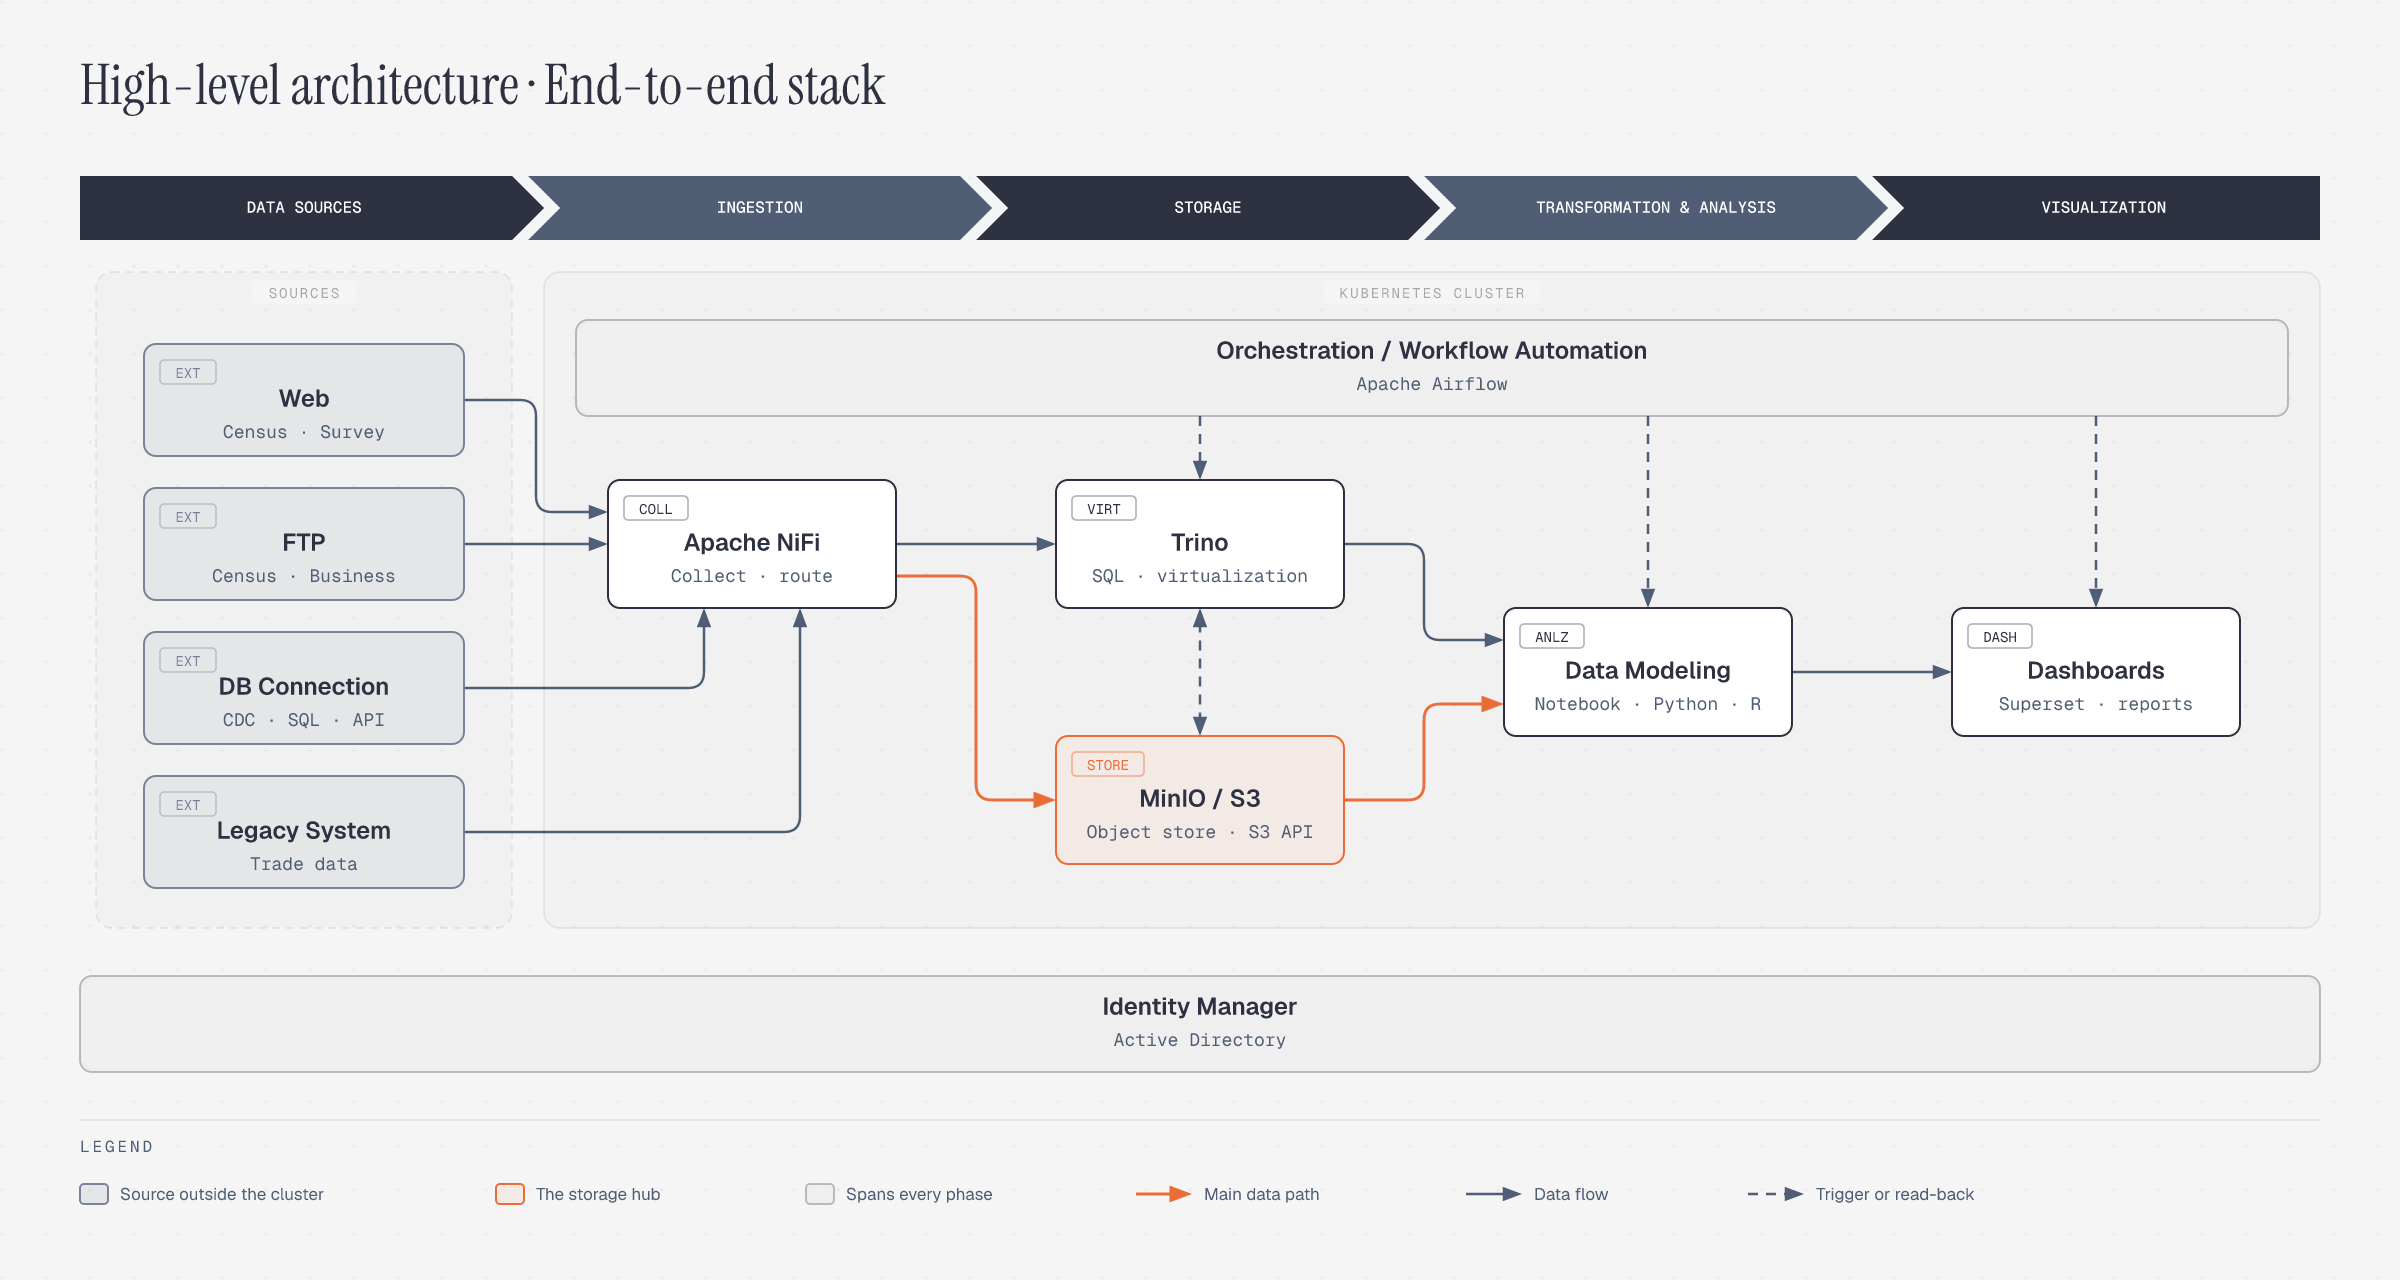 High-level architecture · End-to-end stack
DATA SOURCES
INGESTION
STORAGE
TRANSFORMATION & ANALYSIS
VISUALIZATION
SOURCES
EXT
Web
Census · Survey
EXT
FTP
Census · Business
EXT
DB Connection
CDC · SQL · API
EXT
Legacy System
Trade data
KUBERNETES CLUSTER
Orchestration / Workflow Automation
Apache Airflow
COLL
Apache NiFi
Collect · route
VIRT
Trino
SQL · virtualization
STORE
MinIO / S3
Object store · S3 API
ANLZ
Data Modeling
Notebook · Python · R
DASH
Dashboards
Superset · reports
Identity Manager
Active Directory
LEGEND
Source outside the cluster
The storage hub
Spans every phase
Main data path
Data flow
Trigger or read-back